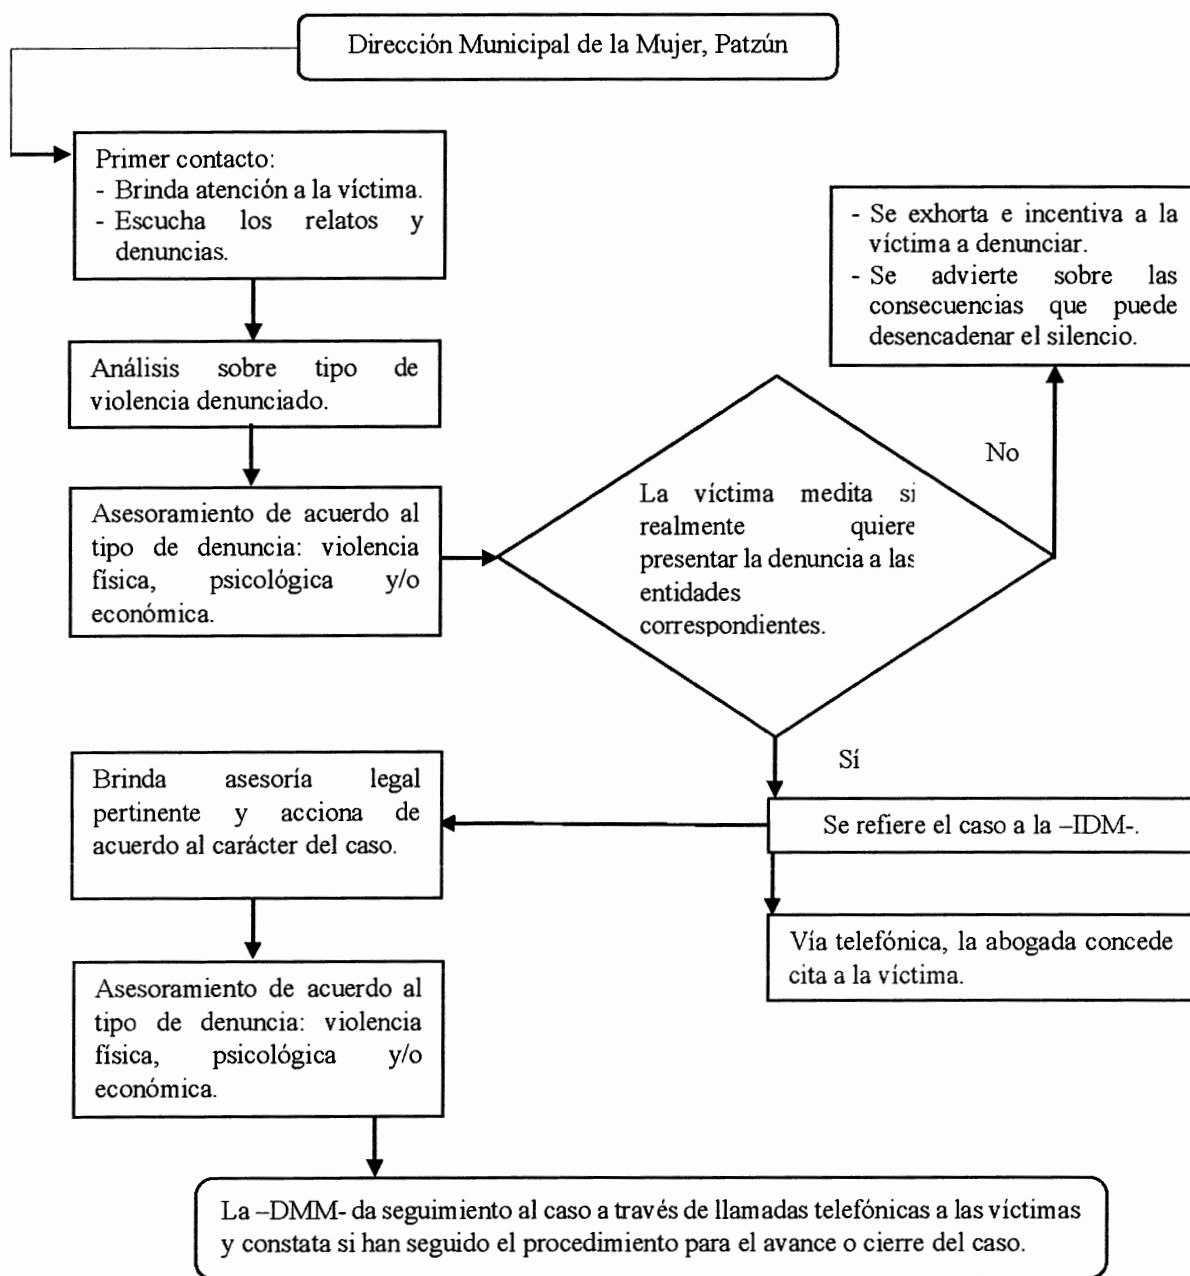 Dirección Municipal de la Mujer, Patzún
Primer contacto:
- Brinda atención a la víctima.
- Escucha los relatos y
denuncias.
Análisis sobre tipo de
violencia denunciado.
Asesoramiento de acuerdo al
tipo de denuncia: violencia
física, psicológica y/o
económica.
La víctima medita si
realmente quiere
presentar la denuncia a las
entidades
correspondientes.
No
- Se exhorta e incentiva a la
víctima a denunciar.
- Se advierte sobre las
consecuencias que puede
desencadenar el silencio.
Sí
Se refiere el caso a la –IDM-.
Vía telefónica, la abogada concede
cita a la víctima.
Brinda asesoría legal
pertinente y acciona de
acuerdo al carácter del caso.
Asesoramiento de acuerdo al
tipo de denuncia: violencia
física, psicológica y/o
económica.
La –DMM- da seguimiento al caso a través de llamadas telefónicas a las víctimas
y constata si han seguido el procedimiento para el avance o cierre del caso.